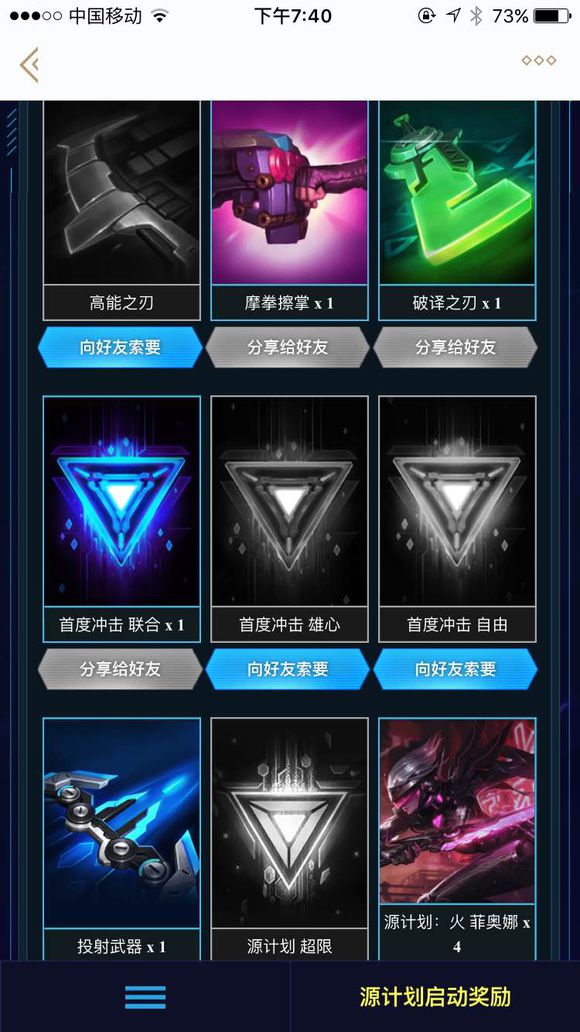 中国移动 下午7:40 73%
高能之刃 摩拳擦掌 x 1 破译之刃 x 1
向好友索要 分享给好友 分享给好友
首度冲击 联合 x 1 首度冲击 雄心 首度冲击 自由
分享给好友 向好友索要 向好友索要
源计划：火 菲奥娜 x
投射武器 x 1 源计划 超限 4
源计划启动奖励